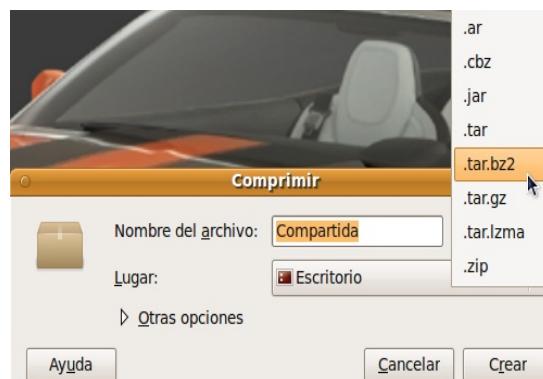 .ar
.cbz
.jar
.tar
.tar.bz2
.tar.gz
.tar.lzma
.zip
Comprimir
Nombre del archivo: Compartida
Lugar: Escritorio
Otras opciones
Ayuda Cancelar Crear